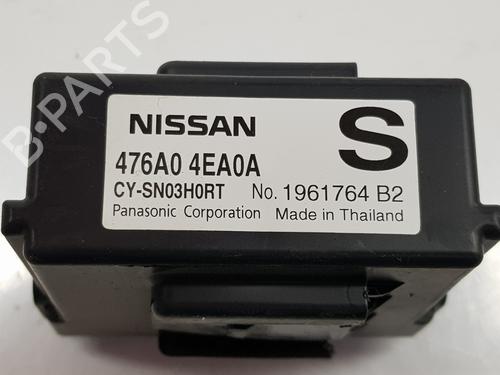 NISSAN
S
476A0 4EA0A
CY-SN03H0RT No. 1961764 B2
Panasonic Corporation Made in Thailand
B-PARTS